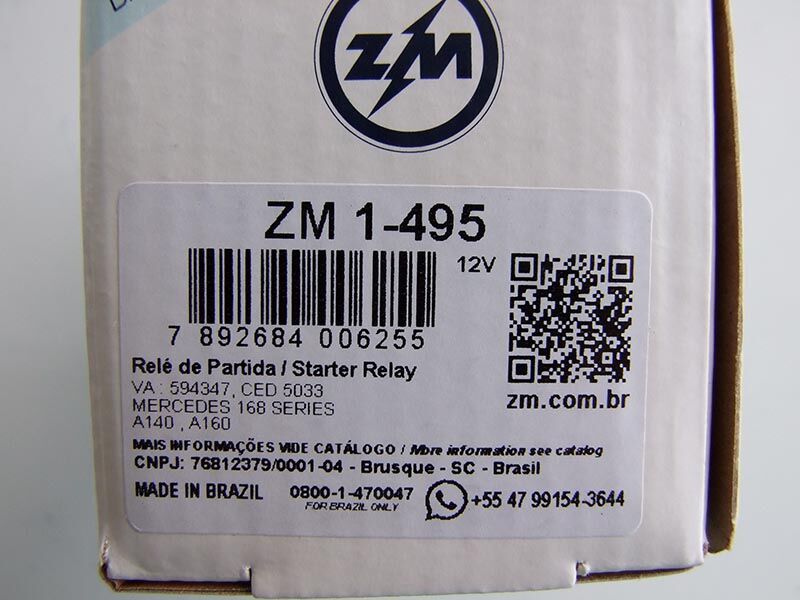 ZM
ZM 1-495
12V
7 892684 006255
Relé de Partida / Starter Relay
VA : 594347, CED 5033
MERCEDES 168 SERIES
A140 , A160
zm.com.br
MAIS INFORMAÇÕES VIDE CATÁLOGO / More information see catalog
CNPJ: 76812379/0001-04 - Brusque - SC - Brasil
MADE IN BRAZIL 0800-1-470047 +55 47 99154-3644
FOR BRAZIL ONLY